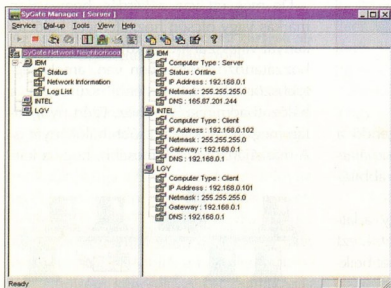 SyGate Manager [ Server ]
Service Dial-up Tools View Help
SyGate Network Neighborhood
IBM
Status
Network Information
Log List
INTEL
LGY
IBM
Computer Type : Server
Status : Offline
IP Address : 192.168.0.1
Netmask : 255.255.255.0
DNS : 165.87.201.244
INTEL
Computer Type : Client
IP Address : 192.168.0.102
Netmask : 255.255.255.0
Gateway : 192.168.0.1
DNS : 192.168.0.1
LGY
Computer Type : Client
IP Address : 192.168.0.101
Netmask : 255.255.255.0
Gateway : 192.168.0.1
DNS : 192.168.0.1
Ready